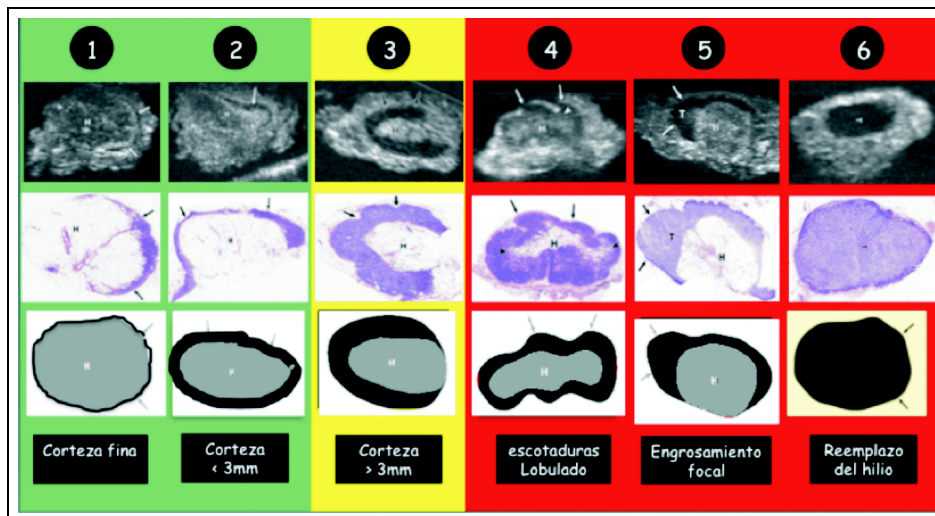 1 2 3 4 5 6
H H H H T H
H H H H T H
H H H H
Corteza fina
Corteza
< 3mm
Corteza
> 3mm
escotaduras
Lobulado
Engrosamiento
focal
Reemplazo
del hilio